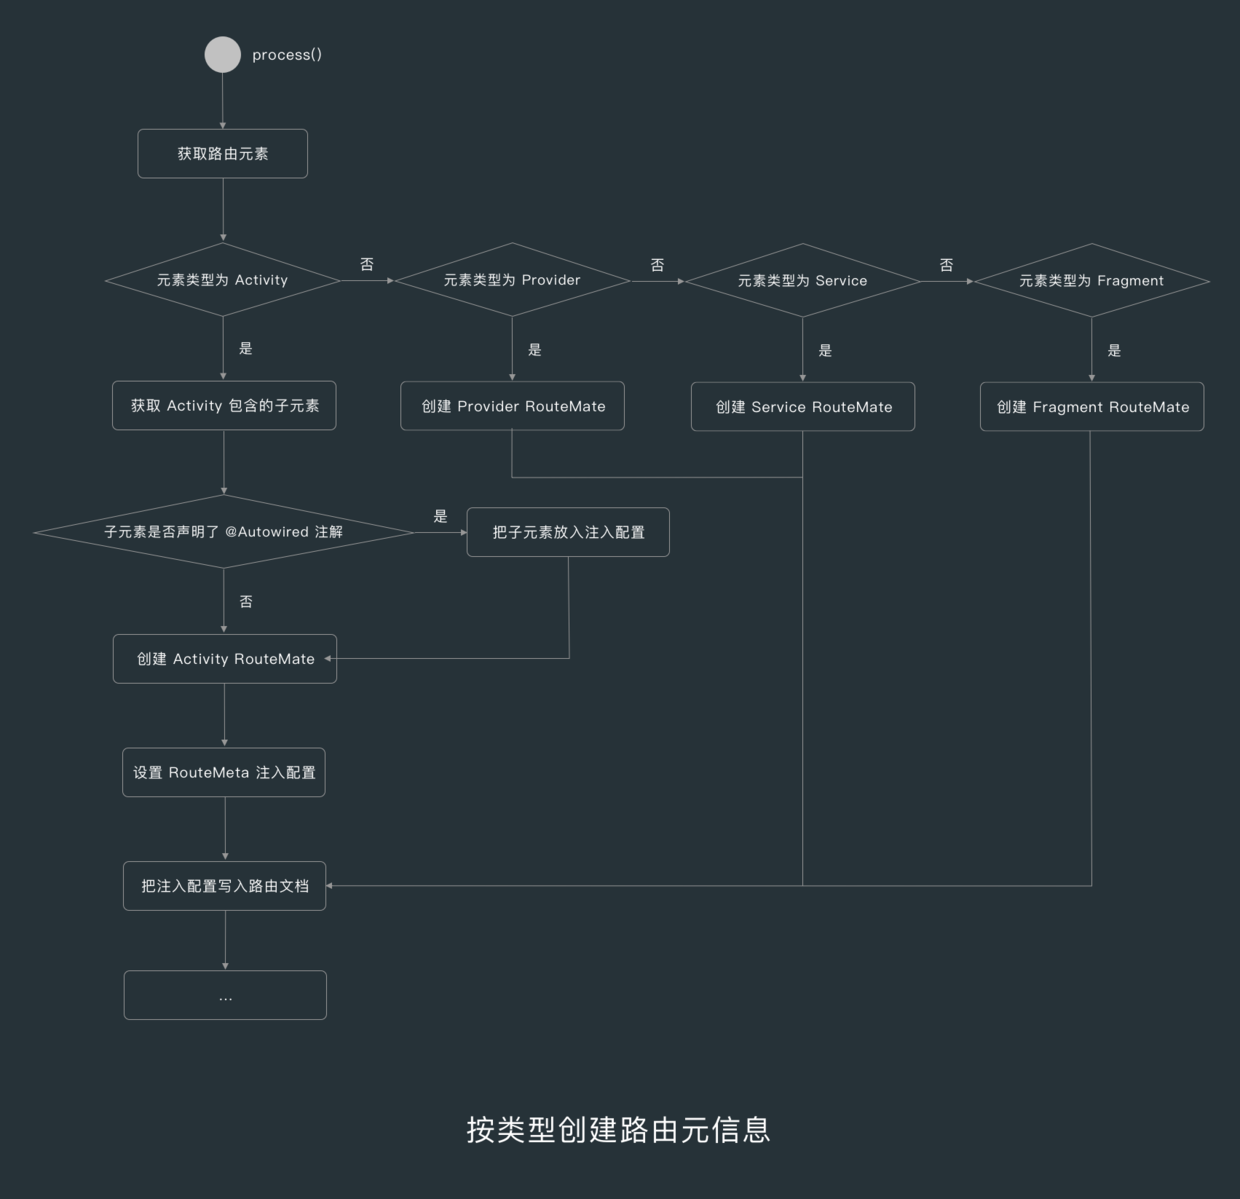 process()
获取路由元素
元素类型为 Activity
否
元素类型为 Provider
否
元素类型为 Service
否
元素类型为 Fragment
是
是
是
是
获取 Activity 包含的子元素
创建 Provider RouteMate
创建 Service RouteMate
创建 Fragment RouteMate
子元素是否声明了 @Autowired 注解
是
把子元素放入注入配置
否
创建 Activity RouteMate
设置 RouteMeta 注入配置
把注入配置写入路由文档
...
按类型创建路由元信息